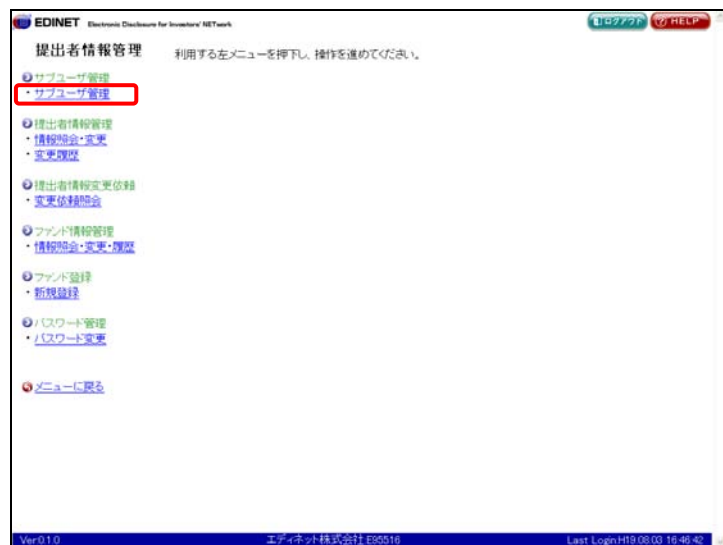 EDINET Electronic Disclosure for Investors' NETwork
ログアウト
HELP
提出者情報管理
利用する左メニューを押下し、操作を進めてください。
サブユーザ管理
・サブユーザ管理
提出者情報管理
・情報照会・変更
・変更履歴
提出者情報変更依頼
・変更依頼照会
ファンド情報管理
・情報照会・変更・履歴
ファンド登録
・新規登録
パスワード管理
・パスワード変更
メニューに戻る
Ver0.1.0
エディネット株式会社 E95516
Last Login:H19.08.03 16:46:42